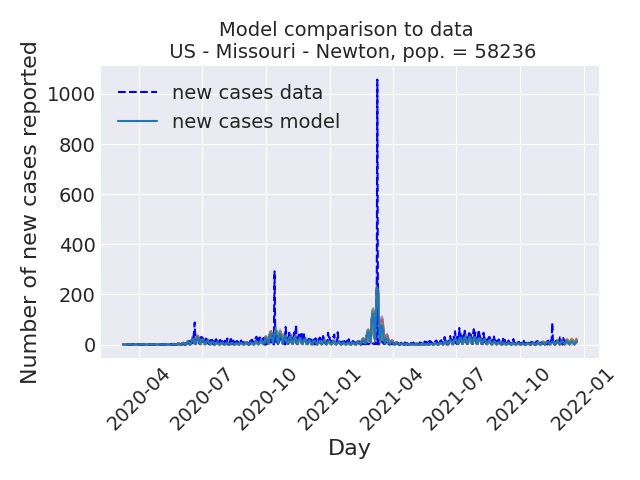 Model comparison to data
US - Missouri - Newton, pop. = 58236
new cases data
new cases model
Number of new cases reported
1000
800
600
400
200
0
2020-04
2020-07
2020-10
2021-01
2021-04
2021-07
2021-10
2022-01
Day